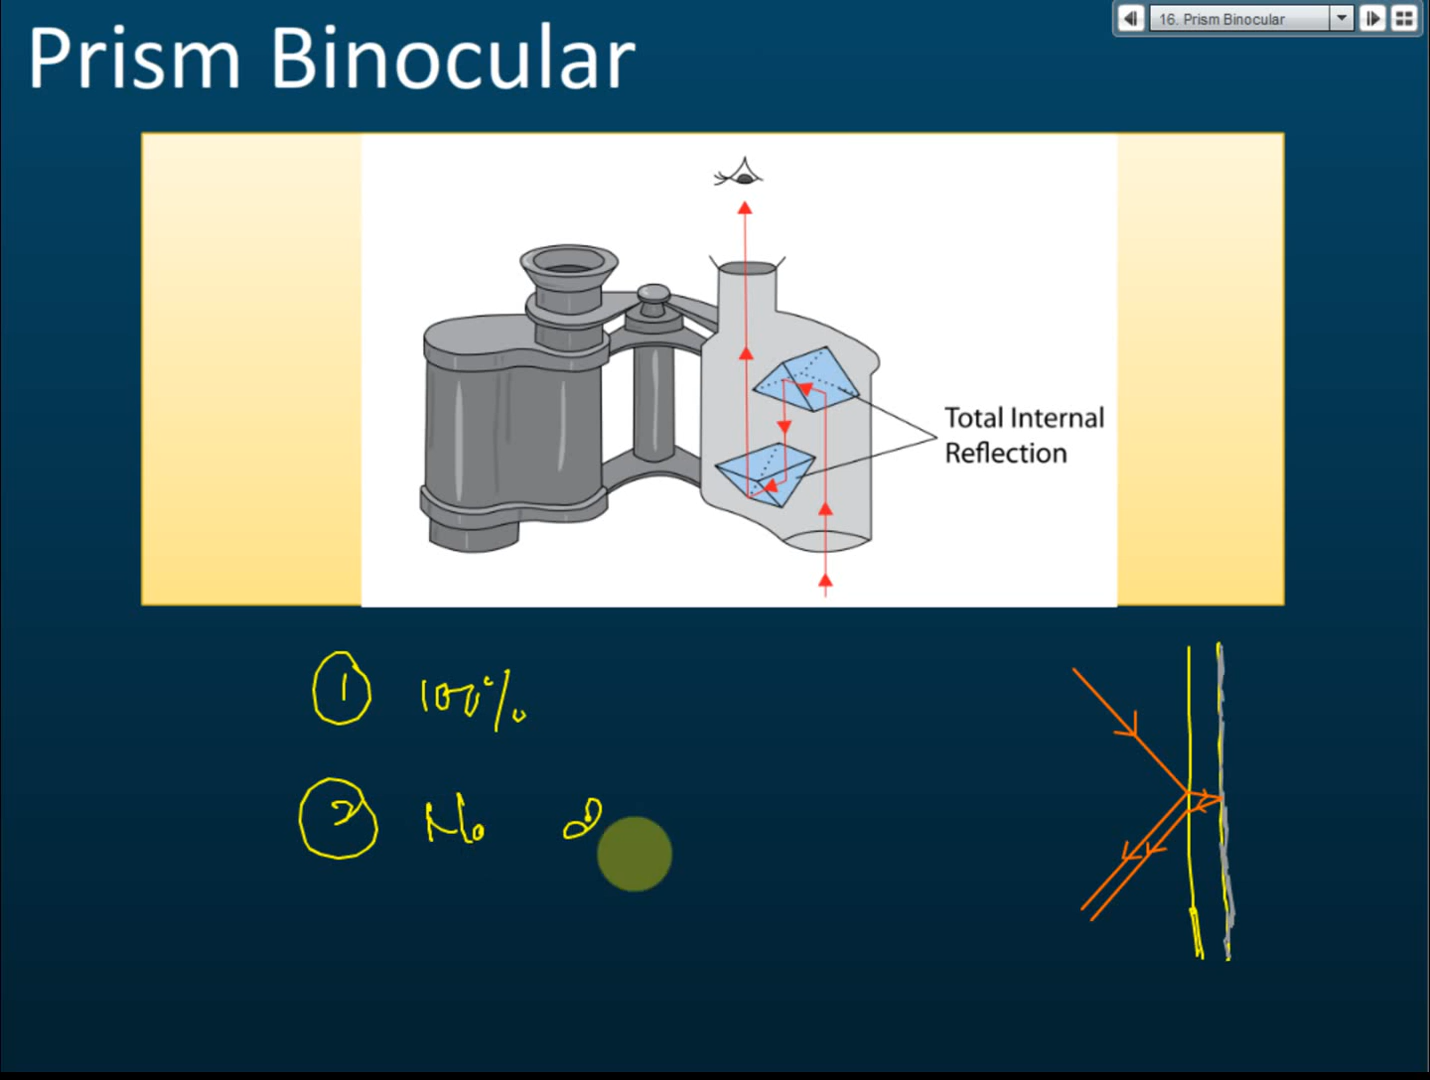 16. Prism Binocular
Prism Binocular
Total Internal
Reflection
1 100%
2 No